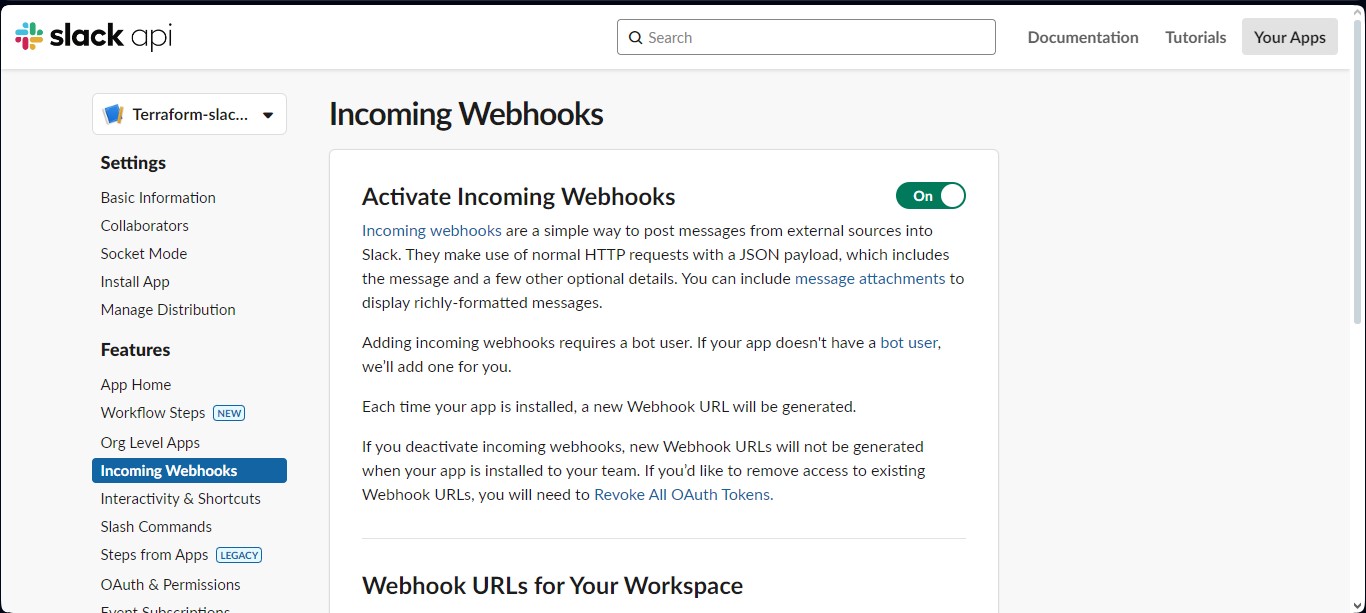 slack api
Search
Documentation
Tutorials
Your Apps
Terraform-slac...
Settings
Basic Information
Collaborators
Socket Mode
Install App
Manage Distribution
Features
App Home
Workflow Steps NEW
Org Level Apps
Incoming Webhooks
Interactivity & Shortcuts
Slash Commands
Steps from Apps LEGACY
OAuth & Permissions
Event Subscriptions
Incoming Webhooks
Activate Incoming Webhooks
On
Incoming webhooks are a simple way to post messages from external sources into
Slack. They make use of normal HTTP requests with a JSON payload, which includes
the message and a few other optional details. You can include message attachments to
display richly-formatted messages.
Adding incoming webhooks requires a bot user. If your app doesn't have a bot user,
we'll add one for you.
Each time your app is installed, a new Webhook URL will be generated.
If you deactivate incoming webhooks, new Webhook URLs will not be generated
when your app is installed to your team. If you’d like to remove access to existing
Webhook URLs, you will need to Revoke All OAuth Tokens.
Webhook URLs for Your Workspace